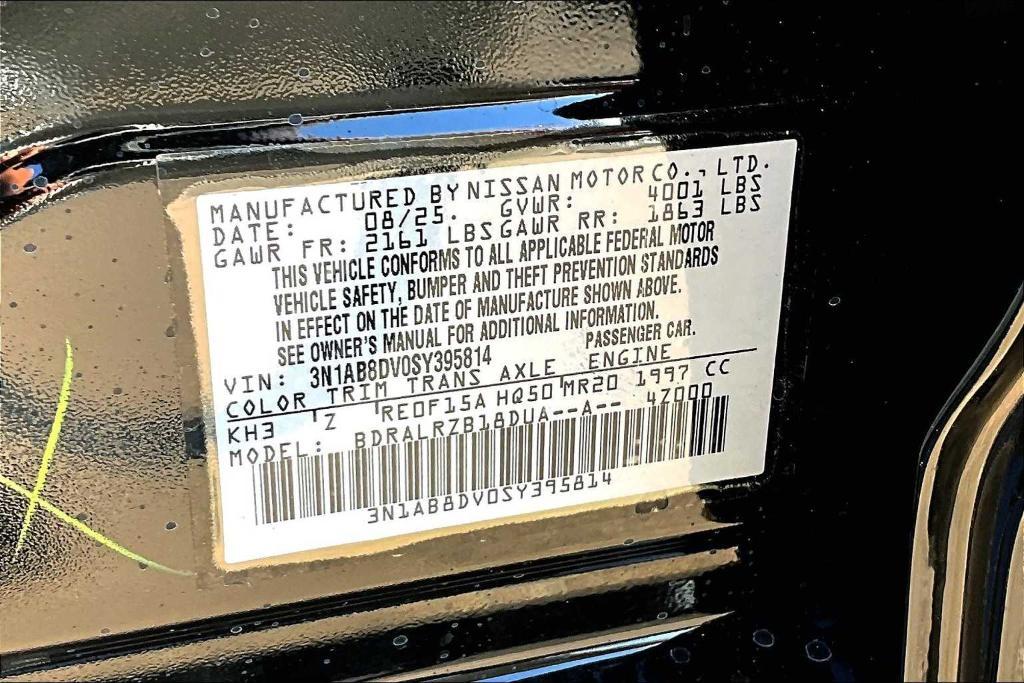 MANUFACTURED BY NISSAN MOTOR CO., LTD.
DATE: 08/25. GVWR: 4001 LBS
GAWR FR: 2161 LBS GAWR RR: 1863 LBS
THIS VEHICLE CONFORMS TO ALL APPLICABLE FEDERAL MOTOR
VEHICLE SAFETY, BUMPER AND THEFT PREVENTION STANDARDS
IN EFFECT ON THE DATE OF MANUFACTURE SHOWN ABOVE.
SEE OWNER'S MANUAL FOR ADDITIONAL INFORMATION.
VIN: 3N1AB8DV0SY395814 PASSENGER CAR.
COLOR TRIM TRANS AXLE ENGINE
KH3 Z RE0F15A HQ50 MR20 1997 CC
MODEL: BDRALRZB18DUA--A-- 47000
3N1AB8DV0SY395814